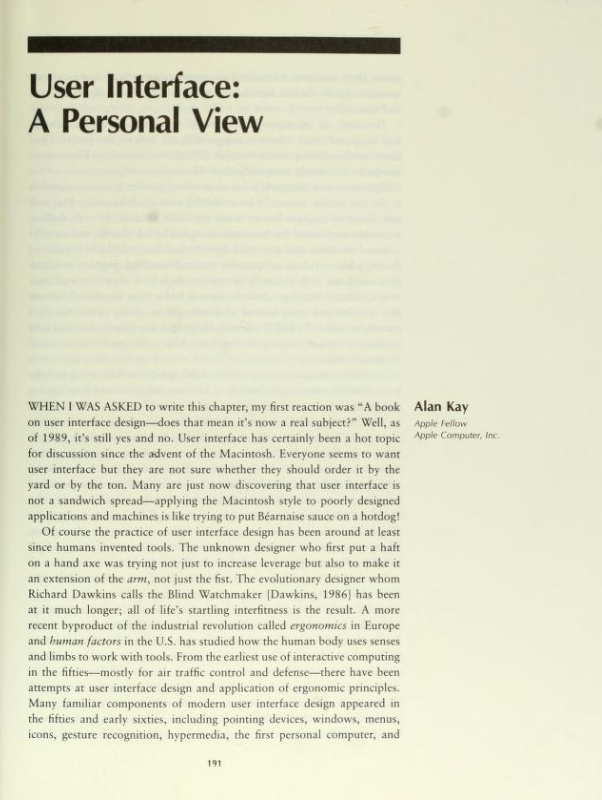 User Interface:
A Personal View
WHEN I WAS ASKED to write this chapter, my first reaction was “A book
on user interface design—does that mean it's now a real subject?” Well, as
of 1989, it's still yes and no. User interface has certainly been a hot topic
for discussion since the advent of the Macintosh. Everyone seems to want
user interface but they are not sure whether they should order it by the
yard or by the ton. Many are just now discovering that user interface is
not a sandwich spread—applying the Macintosh style to poorly designed
applications and machines is like trying to put Béarnaise sauce on a hotdog!
Of course the practice of user interface design has been around at least
since humans invented tools. The unknown designer who first put a haft
on a hand axe was trying not just to increase leverage but also to make it
an extension of the arm, not just the fist. The evolutionary designer whom
Richard Dawkins calls the Blind Watchmaker [Dawkins, 1986] has been
at it much longer; all of life's startling interfitness is the result. A more
recent byproduct of the industrial revolution called ergonomics in Europe
and human factors in the U.S. has studied how the human body uses senses
and limbs to work with tools. From the earliest use of interactive computing
in the fifties—mostly for air traffic control and defense—there have been
attempts at user interface design and application of ergonomic principles.
Many familiar components of modern user interface design appeared in
the fifties and early sixties, including pointing devices, windows, menus,
icons, gesture recognition, hypermedia, the first personal computer, and
Alan Kay
Apple Fellow
Apple Computer, Inc.
191